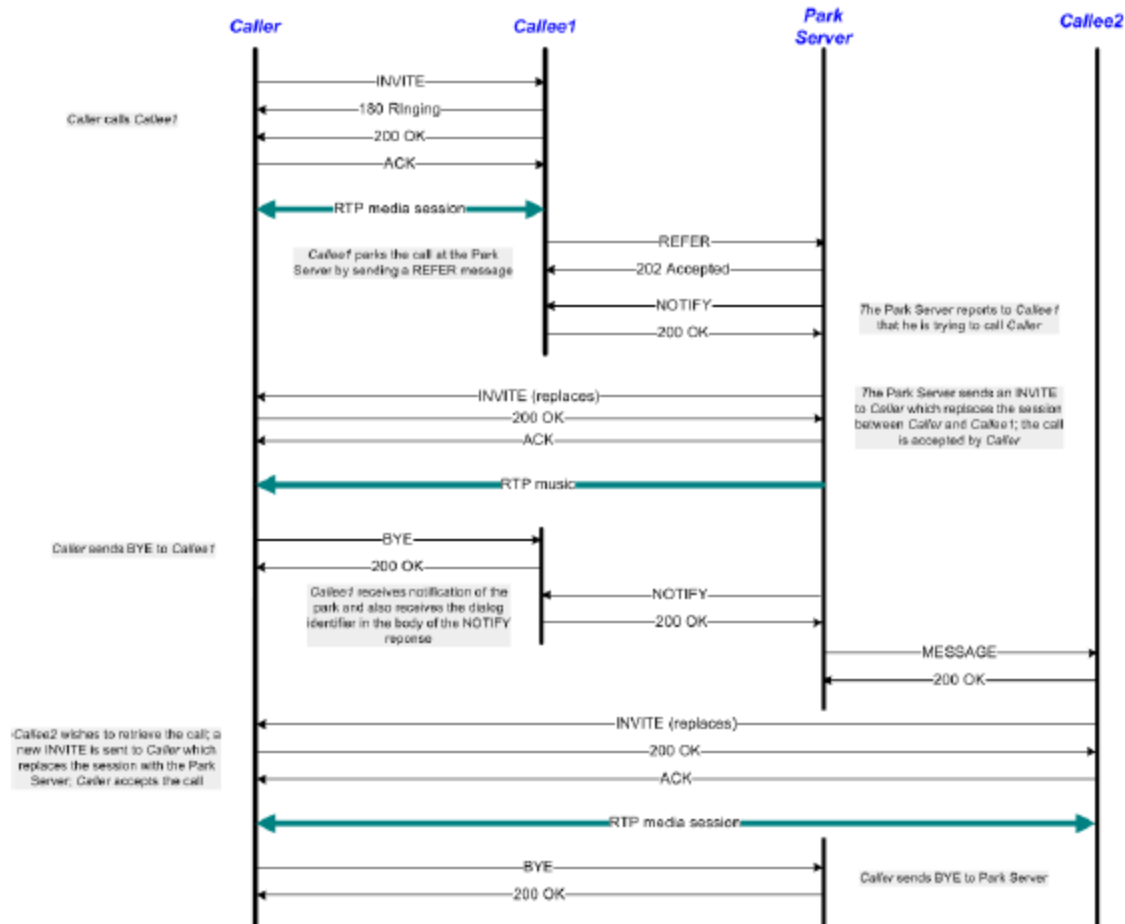 Caller
Callee1
Park
Server
Callee2
INVITE
180 RInging
Caller calls Callee1
200 OK
ACK
RTP media session
REFER
Callee1 parks the call at the Park
Server by sending a REFER message
202 Accepted
NOTIFY
The Park Server reports to Callee1
that he is trying to call Caller
200 OK
INVITE (replaces)
The Park Server sends an INVITE
to Caller which replaces the session
between Caller and Callee1; the call
is accepted by Caller
200 OK
ACK
RTP music
BYE
Caller sends BYE to Callee1
200 OK
Callee1 receives notification of the
park and also receives the dialog
identifier in the body of the NOTIFY
reponse
NOTIFY
200 OK
MESSAGE
200 OK
INVITE (replaces)
Callee2 wishes to retrieve the call; a
new INVITE is sent to Caller which
replaces the session with the Park
Server; Caller accepts the call
200 OK
ACK
RTP media session
BYE
Caller sends BYE to Park Server
200 OK